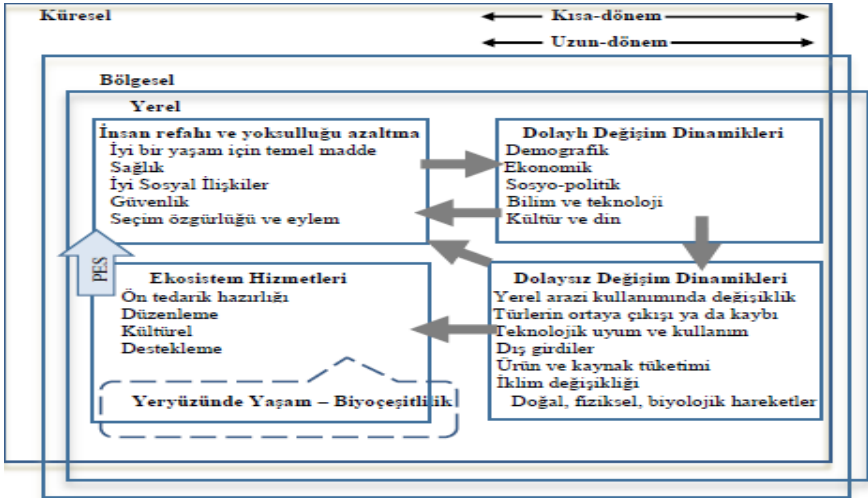 Küresel
Kısa-dönem
Uzun-dönem
Bölgesel
Yerel
İnsan refahı ve yoksulluğu azaltma
İyi bir yaşam için temel madde
Sağlık
İyi Sosyal İlişkiler
Güvenlik
Seçim özgürlüğü ve eylem
Dolaylı Değişim Dinamikleri
Demografik
Ekonomik
Sosyo-politik
Bilim ve teknoloji
Kültür ve din
PES
Ekosistem Hizmetleri
Ön tedarik hazırlığı
Düzenleme
Kültürel
Destekleme
Yeryüzünde Yaşam – Biyoçeşitlilik
Dolaysız Değişim Dinamikleri
Yerel arazi kullanımında değişiklik
Türlerin ortaya çıkışı ya da kaybı
Teknolojik uyum ve kullanım
Dış girdiler
Ürün ve kaynak tüketimi
İklim değişikliği
Doğal, fiziksel, biyolojik hareketler